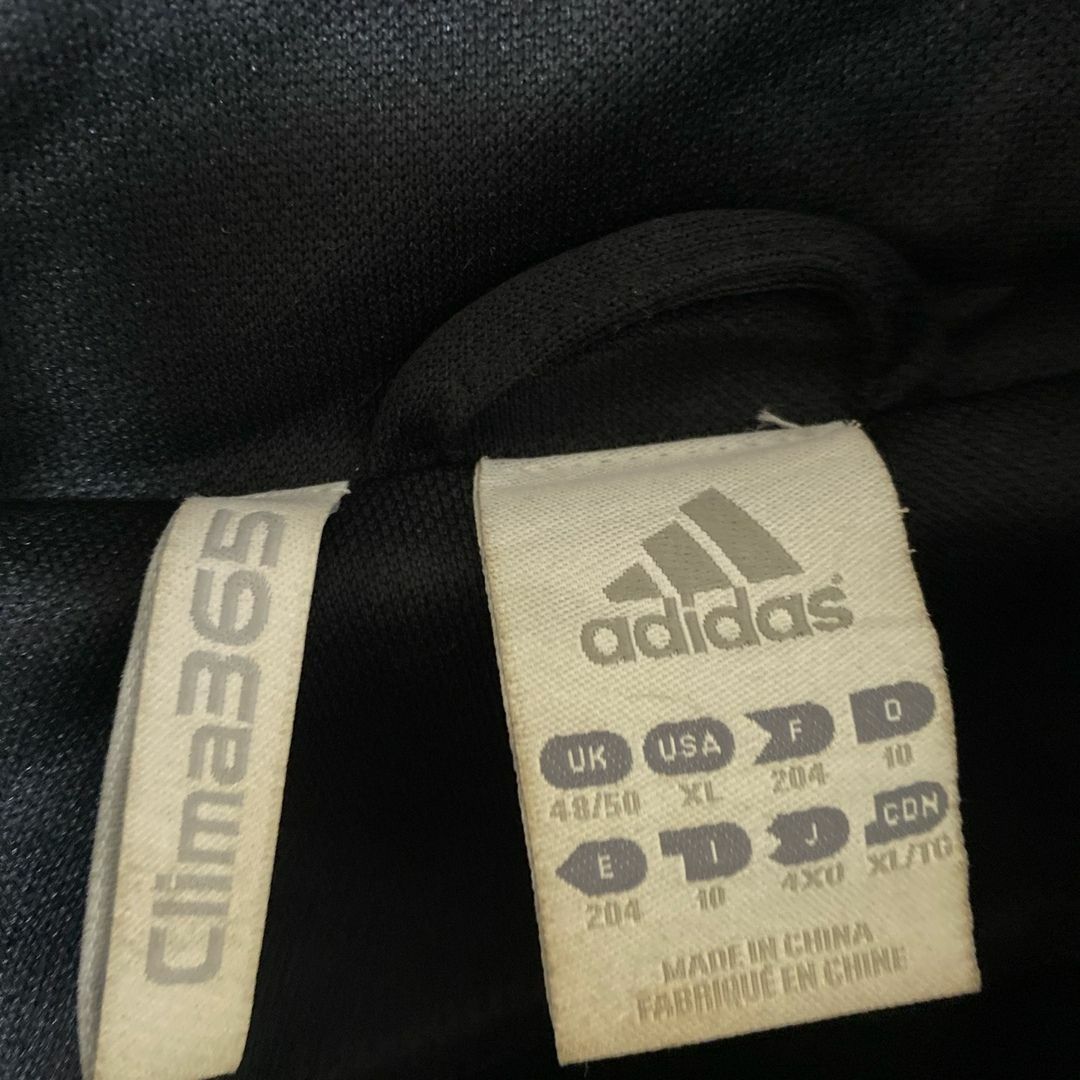 Clima365
adidas®
UK USA F D
48/50 XL 204 10
E I J CDN
204 10 4XO XL/TG
MADE IN CHINA
FABRIQUÉ EN CHINE